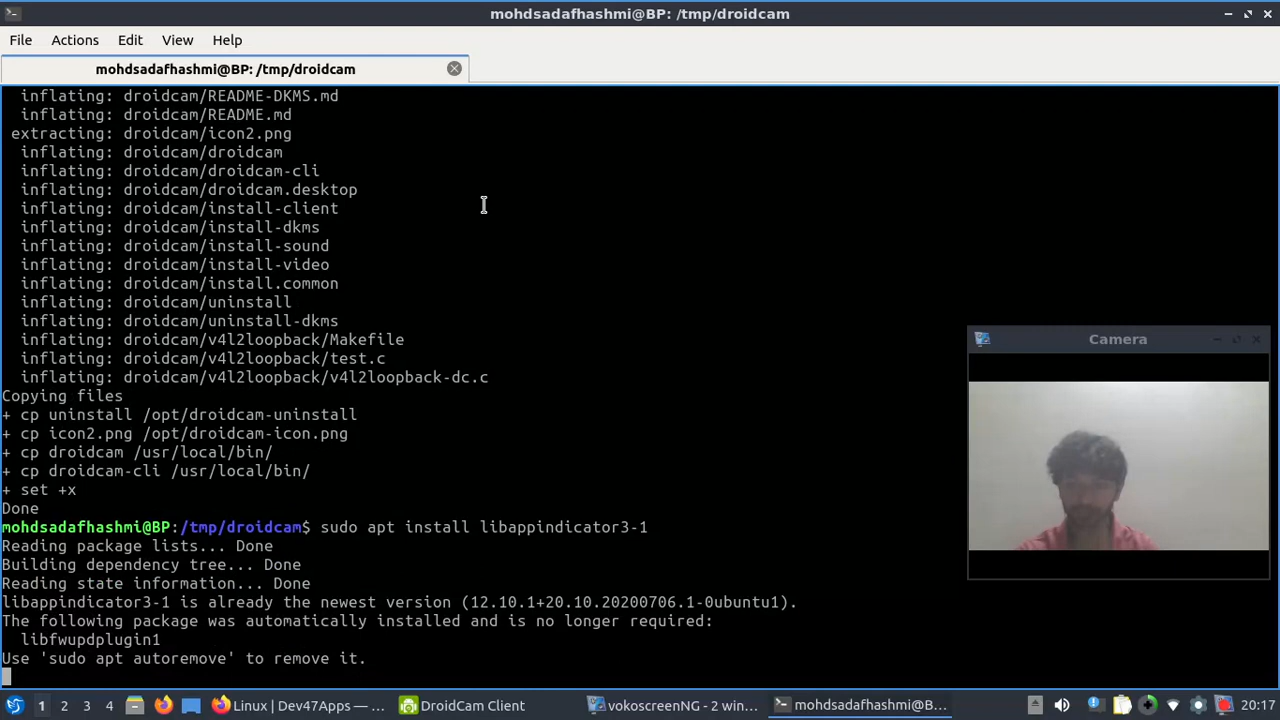 mohdsadafhashmi@BP: /tmp/droidcam
File Actions Edit View Help
mohdsadafhashmi@BP: /tmp/droidcam
inflating: droidcam/README-DKMS.md
inflating: droidcam/README.md
extracting: droidcam/icon2.png
inflating: droidcam/droidcam
inflating: droidcam/droidcam-cli
inflating: droidcam/droidcam.desktop
inflating: droidcam/install-client
inflating: droidcam/install-dkms
inflating: droidcam/install-sound
inflating: droidcam/install-video
inflating: droidcam/install.common
inflating: droidcam/uninstall
inflating: droidcam/uninstall-dkms
inflating: droidcam/v4l2loopback/Makefile
inflating: droidcam/v4l2loopback/test.c
inflating: droidcam/v4l2loopback/v4l2loopback-dc.c
Copying files
+ cp uninstall /opt/droidcam-uninstall
+ cp icon2.png /opt/droidcam-icon.png
+ cp droidcam /usr/local/bin/
+ cp droidcam-cli /usr/local/bin/
+ set +x
Done
mohdsadafhashmi@BP:/tmp/droidcam$ sudo apt install libappindicator3-1
Reading package lists... Done
Building dependency tree... Done
Reading state information... Done
libappindicator3-1 is already the newest version (12.10.1+20.10.20200706.1-0ubuntu1).
The following package was automatically installed and is no longer required:
libfwupdplugin1
Use 'sudo apt autoremove' to remove it.
Camera
1 2 3 4 Linux | Dev47Apps — ... DroidCam Client vokoscreenNG - 2 win... mohdsadafhashmi@B... 20:17